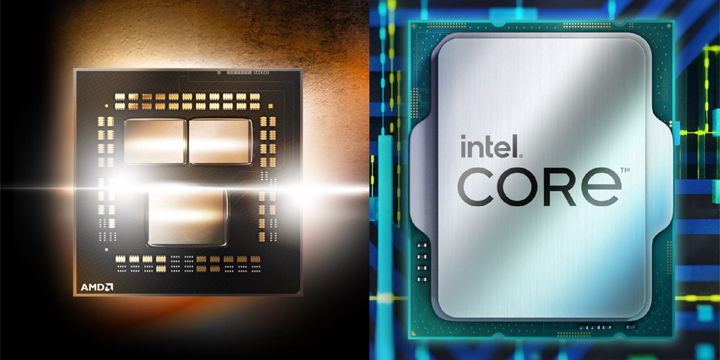 AMD
intel.
CORE™